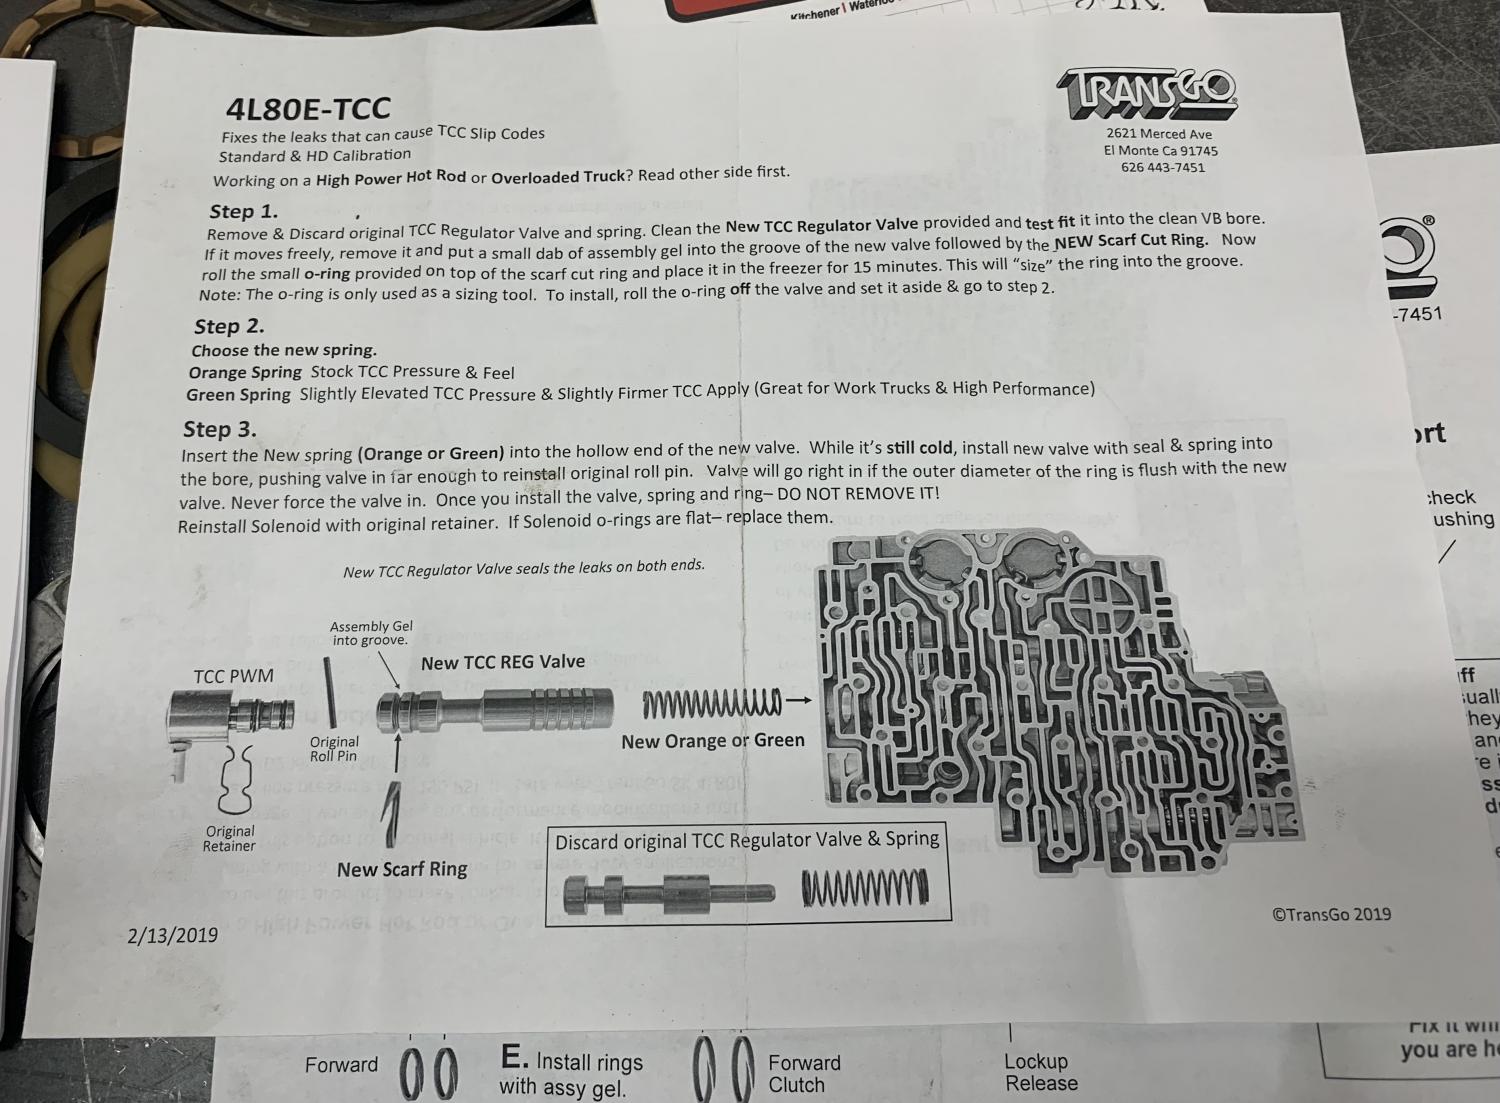 Kitchener | Waterloo
4L80E-TCC
Fixes the leaks that can cause TCC Slip Codes
Standard & HD Calibration
Working on a High Power Hot Rod or Overloaded Truck? Read other side first.
TRANSGO
®
2621 Merced Ave
El Monte Ca 91745
626 443-7451
Step 1.
Remove & Discard original TCC Regulator Valve and spring. Clean the New TCC Regulator Valve provided and test fit it into the clean VB bore.
If it moves freely, remove it and put a small dab of assembly gel into the groove of the new valve followed by the NEW Scarf Cut Ring. Now
roll the small o-ring provided on top of the scarf cut ring and place it in the freezer for 15 minutes. This will “size” the ring into the groove.
Note: The o-ring is only used as a sizing tool. To install, roll the o-ring off the valve and set it aside & go to step 2.
Step 2.
Choose the new spring.
Orange Spring Stock TCC Pressure & Feel
Green Spring Slightly Elevated TCC Pressure & Slightly Firmer TCC Apply (Great for Work Trucks & High Performance)
Step 3.
Insert the New spring (Orange or Green) into the hollow end of the new valve. While it’s still cold, install new valve with seal & spring into
the bore, pushing valve in far enough to reinstall original roll pin. Valve will go right in if the outer diameter of the ring is flush with the new
valve. Never force the valve in. Once you install the valve, spring and ring– DO NOT REMOVE IT!
Reinstall Solenoid with original retainer. If Solenoid o-rings are flat– replace them.
New TCC Regulator Valve seals the leaks on both ends.
Assembly Gel
into groove.
TCC PWM
New TCC REG Valve
Original
Roll Pin
New Orange or Green
Original
Retainer
New Scarf Ring
Discard original TCC Regulator Valve & Spring
2/13/2019
©TransGo 2019
®
-7451
ort
check
ushing
ff
ually
hey
and
e i
ss
d
Fix it will
you are he
Forward
E. Install rings
with assy gel.
Forward
Clutch
Lockup
Release